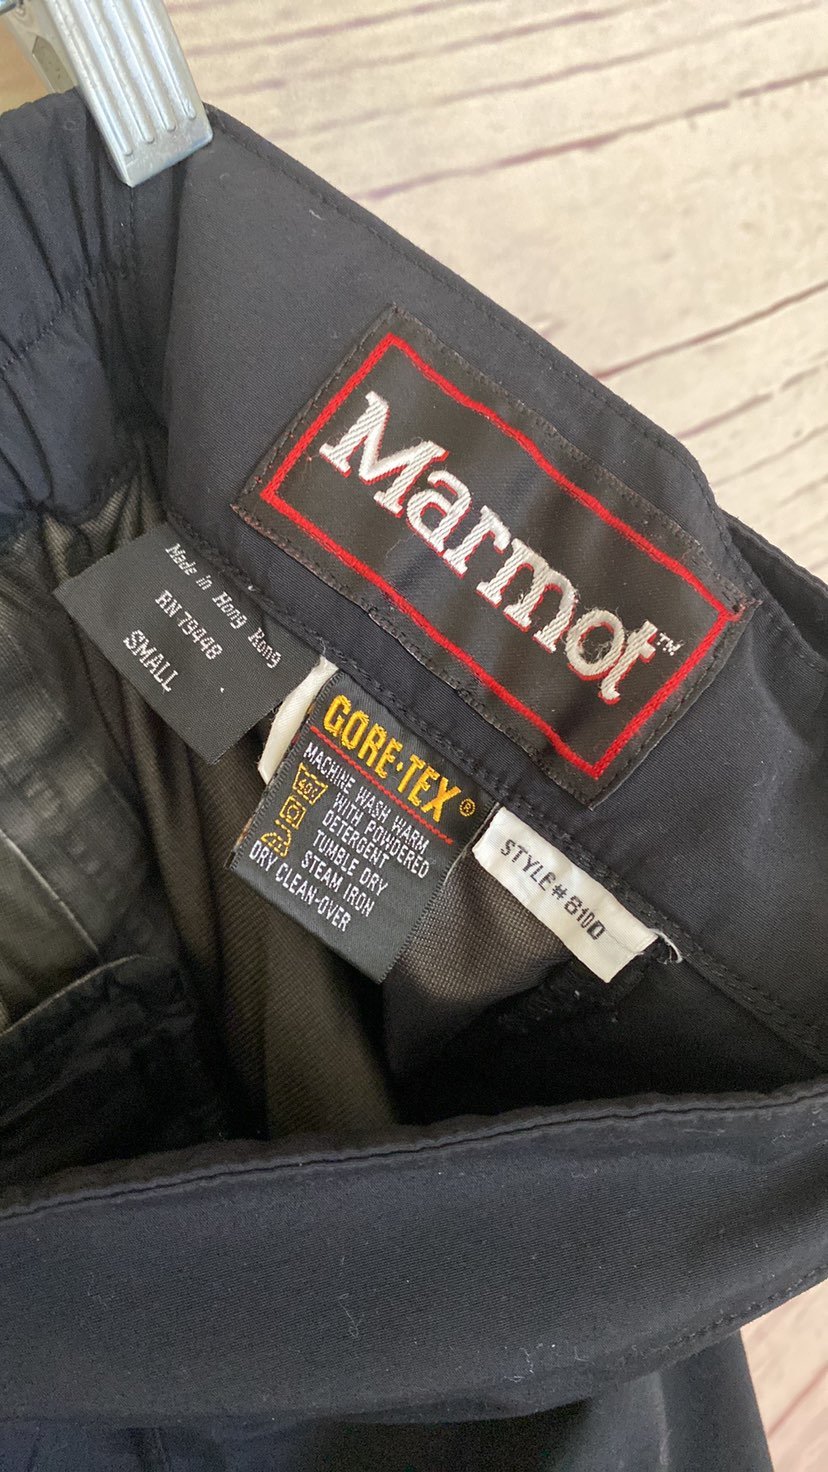 Marmot™
Made in Hong Kong
RN 79448
SMALL
GORE-TEX®
MACHINE WASH WARM
WITH POWDERED
DETERGENT
TUMBLE DRY
STEAM IRON
DRY CLEAN-OVER
STYLE # 8100